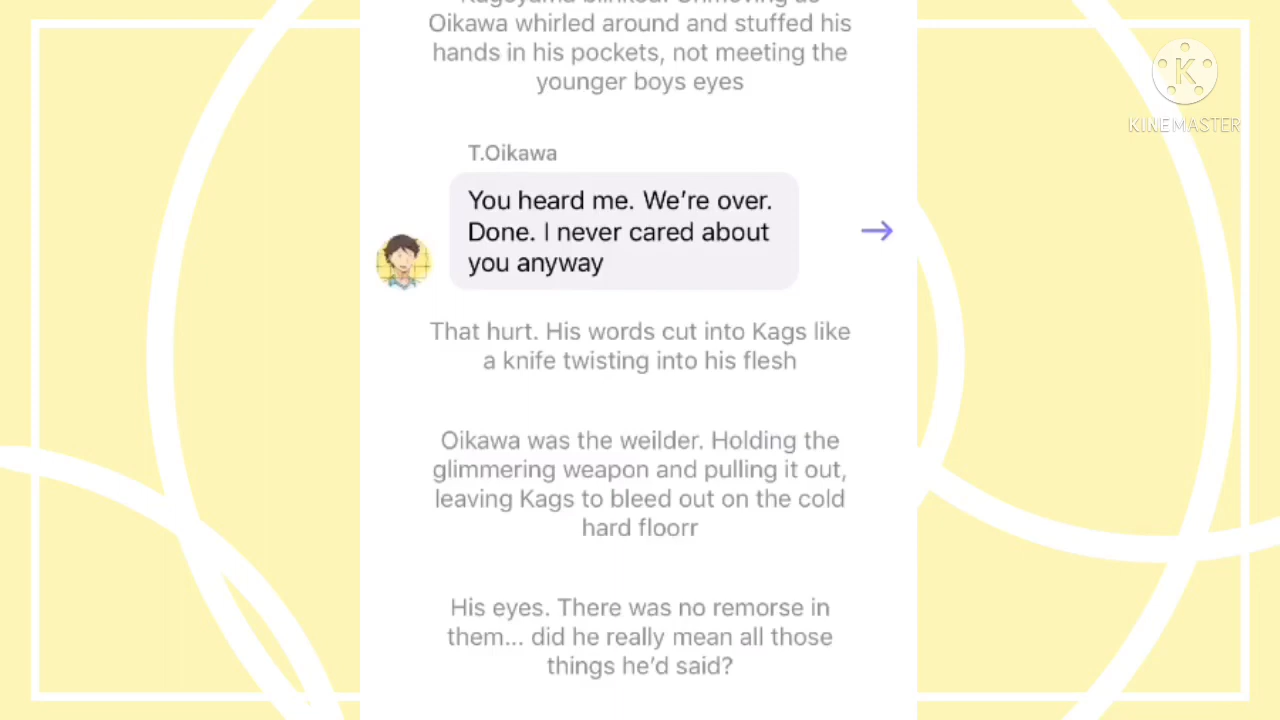 Kageyama blinked. Unmoving as
Oikawa whirled around and stuffed his
hands in his pockets, not meeting the
younger boys eyes
T.Oikawa
You heard me. We're over.
Done. I never cared about
you anyway
→
That hurt. His words cut into Kags like
a knife twisting into his flesh
Oikawa was the weilder. Holding the
glimmering weapon and pulling it out,
leaving Kags to bleed out on the cold
hard floorr
His eyes. There was no remorse in
them... did he really mean all those
things he'd said?
K
KINEMASTER